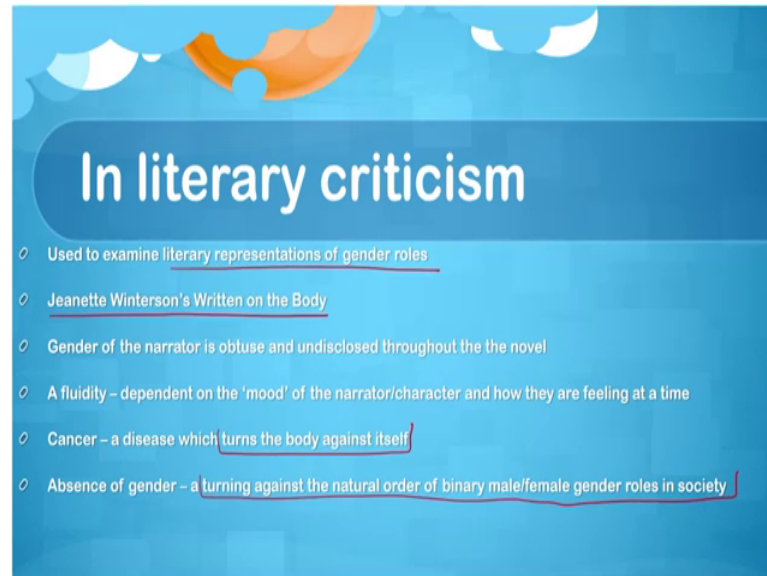 In literary criticism
Used to examine literary representations of gender roles
Jeanette Winterson's Written on the Body
Gender of the narrator is obtuse and undisclosed throughout the the novel
A fluidity – dependent on the 'mood' of the narrator/character and how they are feeling at a time
Cancer – a disease which turns the body against itself
Absence of gender – a turning against the natural order of binary male/female gender roles in society